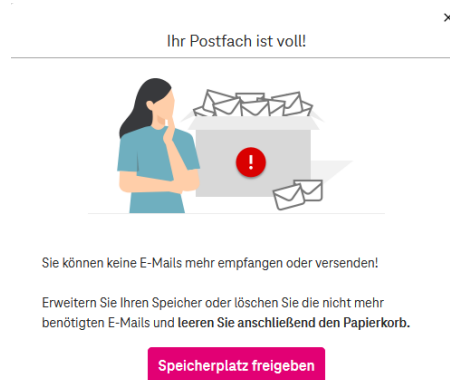 Ihr Postfach ist voll!
Sie können keine E-Mails mehr empfangen oder versenden!
Erweitern Sie Ihren Speicher oder löschen Sie die nicht mehr
benötigten E-Mails und leeren Sie anschließend den Papierkorb.
Speicherplatz freigeben